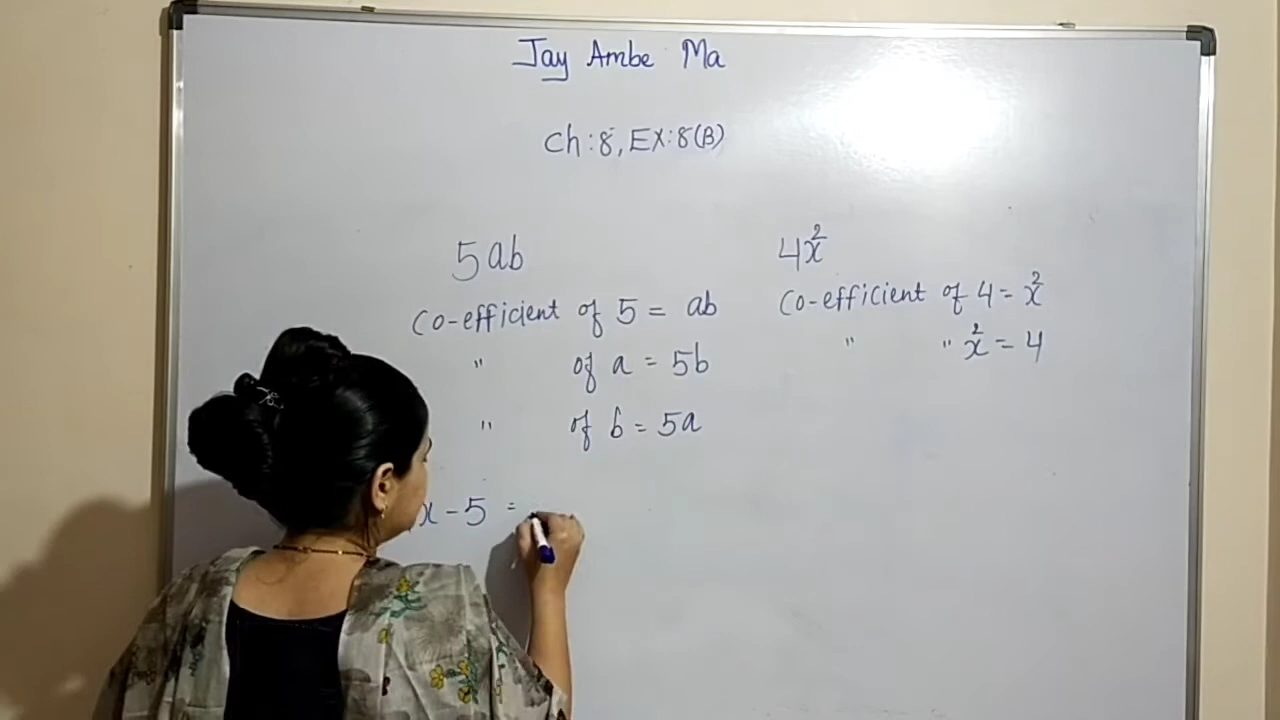 Jay Ambe Ma
Ch:8, EX:8(B)
5ab
Co-efficient of 5 = ab
" of a = 5b
" of b = 5a
x - 5 =
4x²
Co-efficient of 4 = x²
" " x² = 4